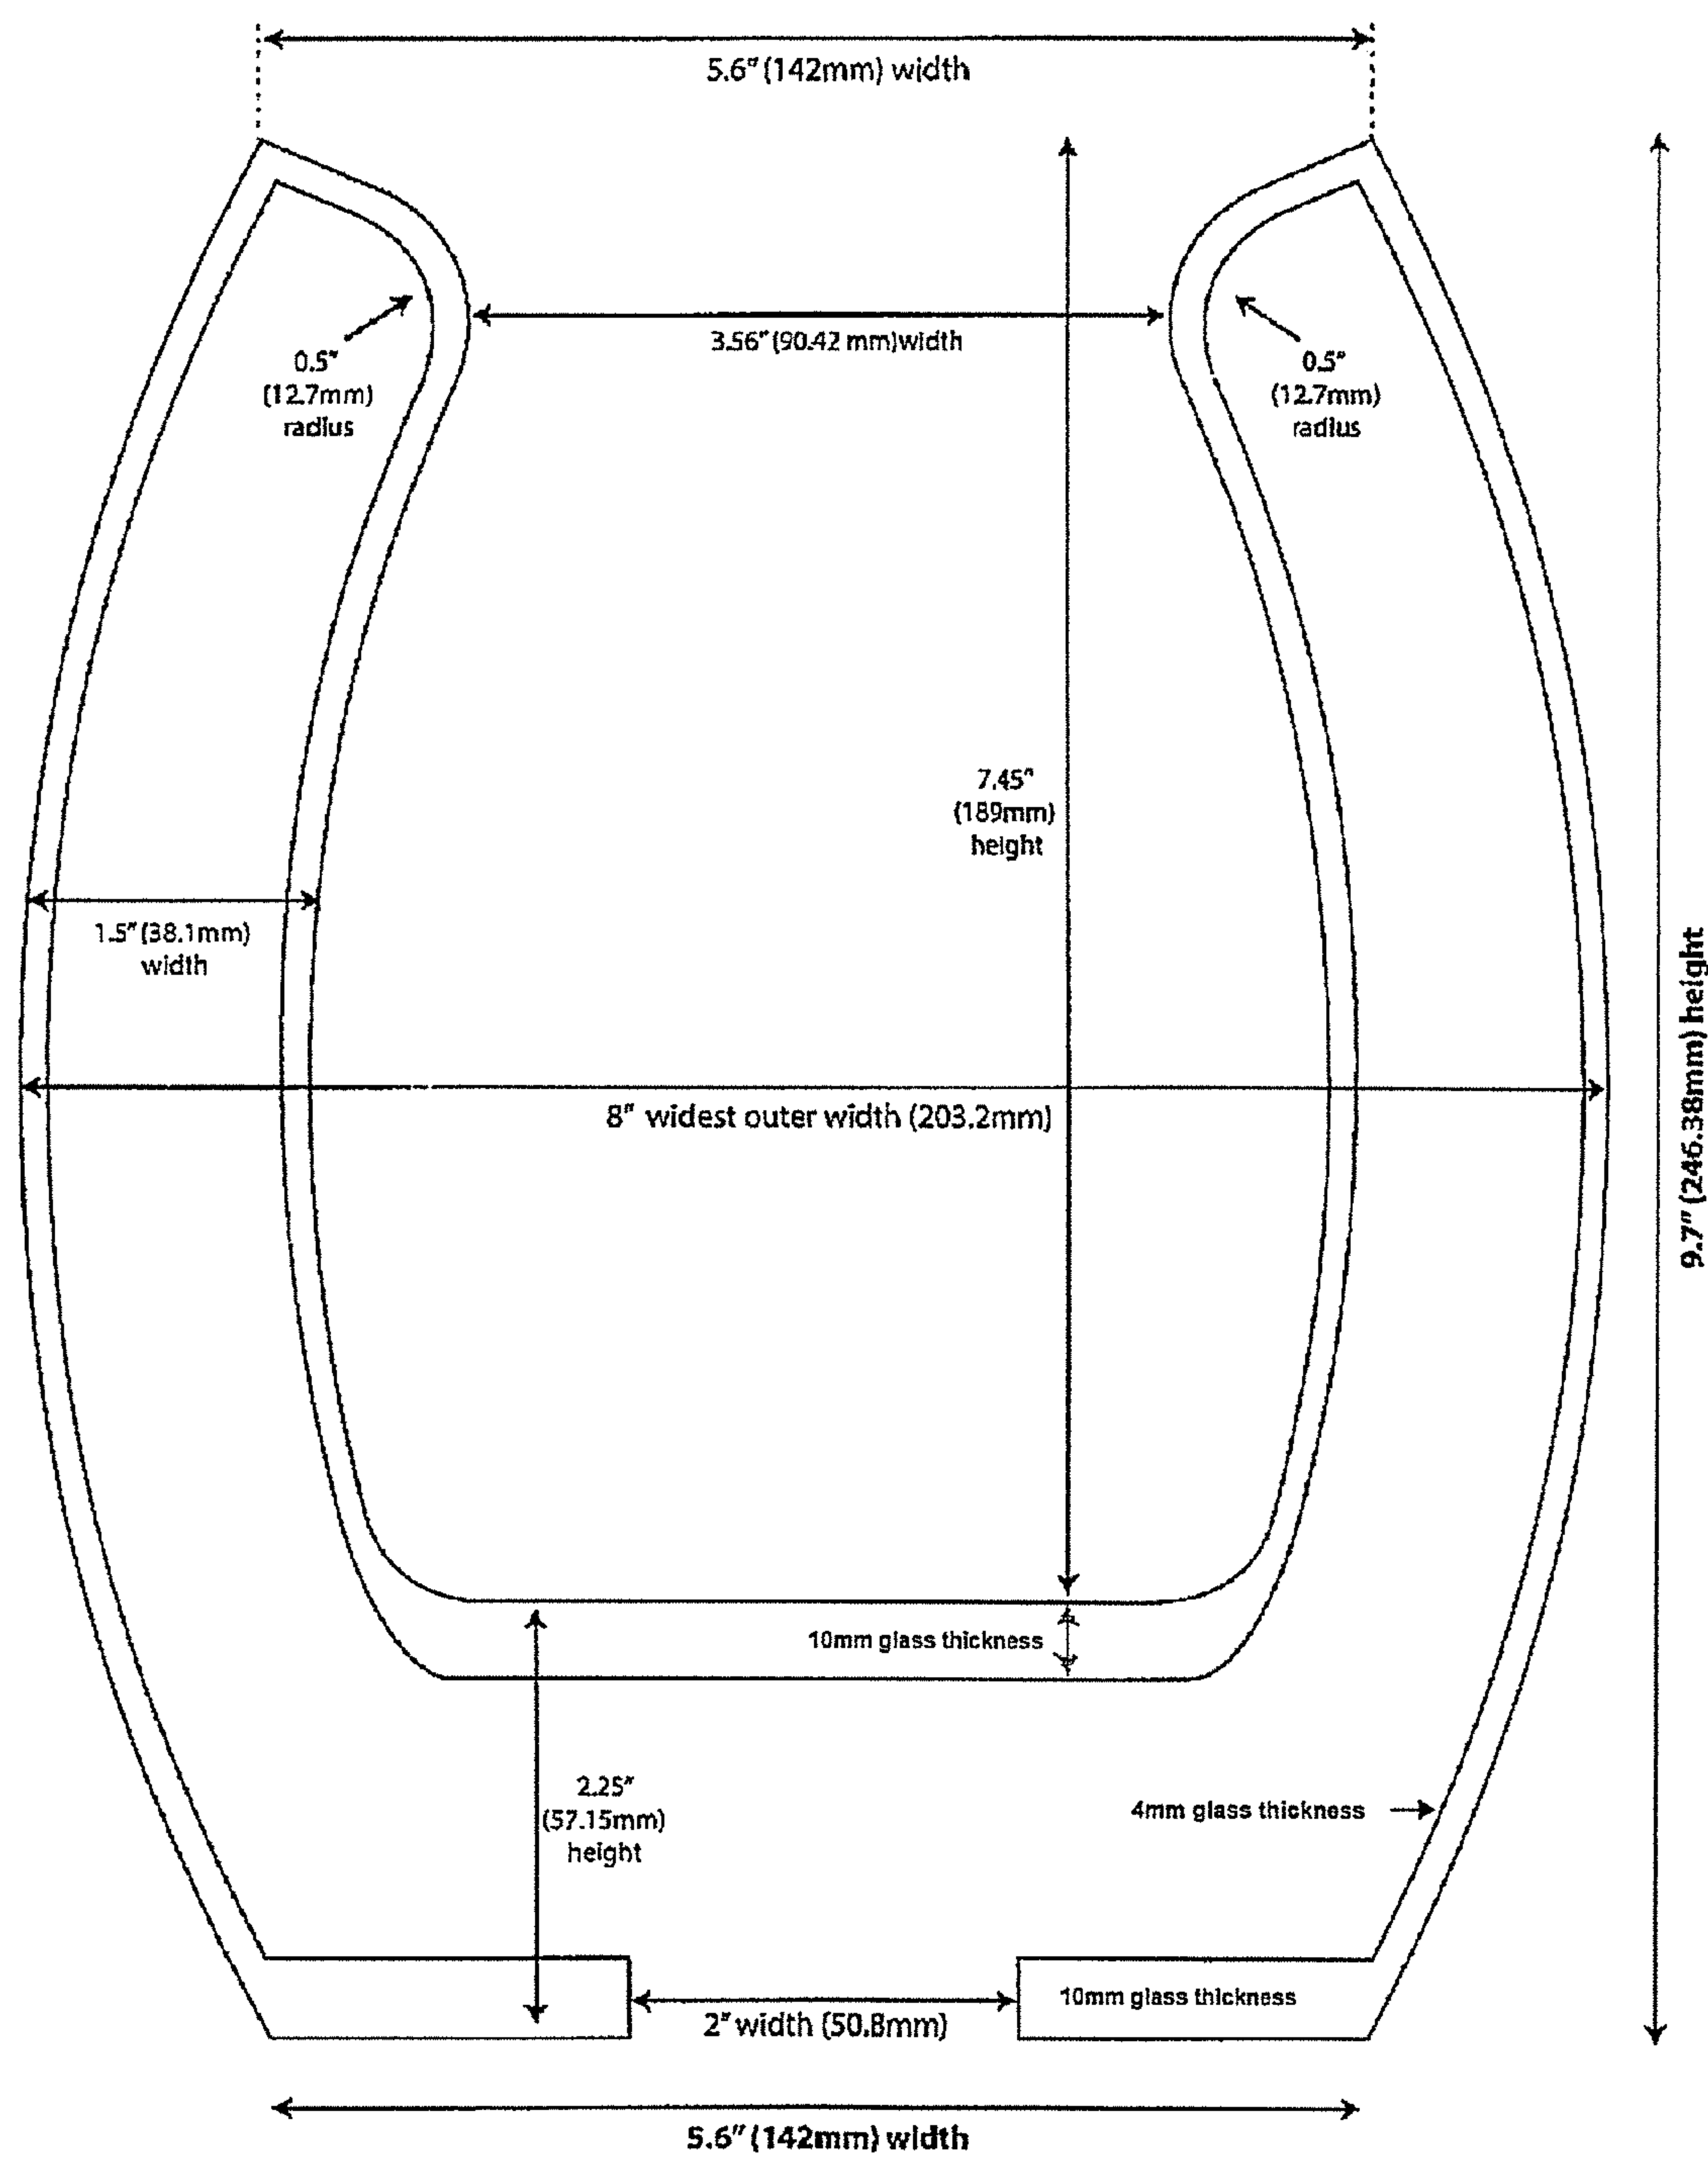 5.6" (142mm) width
3.56" (90.42 mm)width
0.5"
(12.7mm)
radius
0.5"
(12.7mm)
radius
7.45"
(189mm)
height
1.5" (38.1mm)
width
9.7" (246.38mm) height
8" widest outer width (203.2mm)
10mm glass thickness
2.25"
(57.15mm)
height
4mm glass thickness
10mm glass thickness
2" width (50.8mm)
5.6" (142mm) width